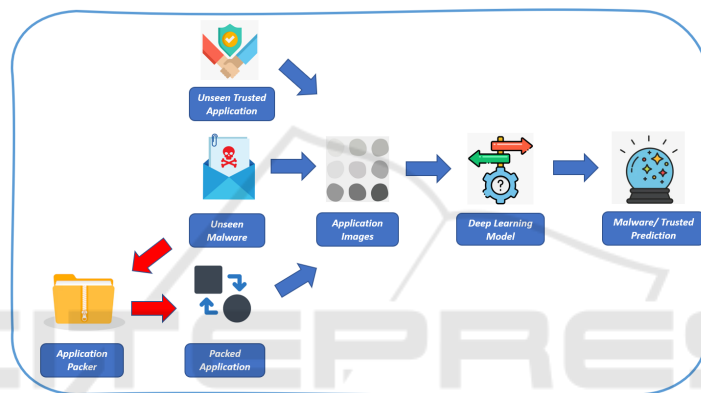 Unseen Trusted
Application
Unseen
Malware
Application
Images
Deep Learning
Model
Malware/ Trusted
Prediction
Application
Packer
Packed
Application
?